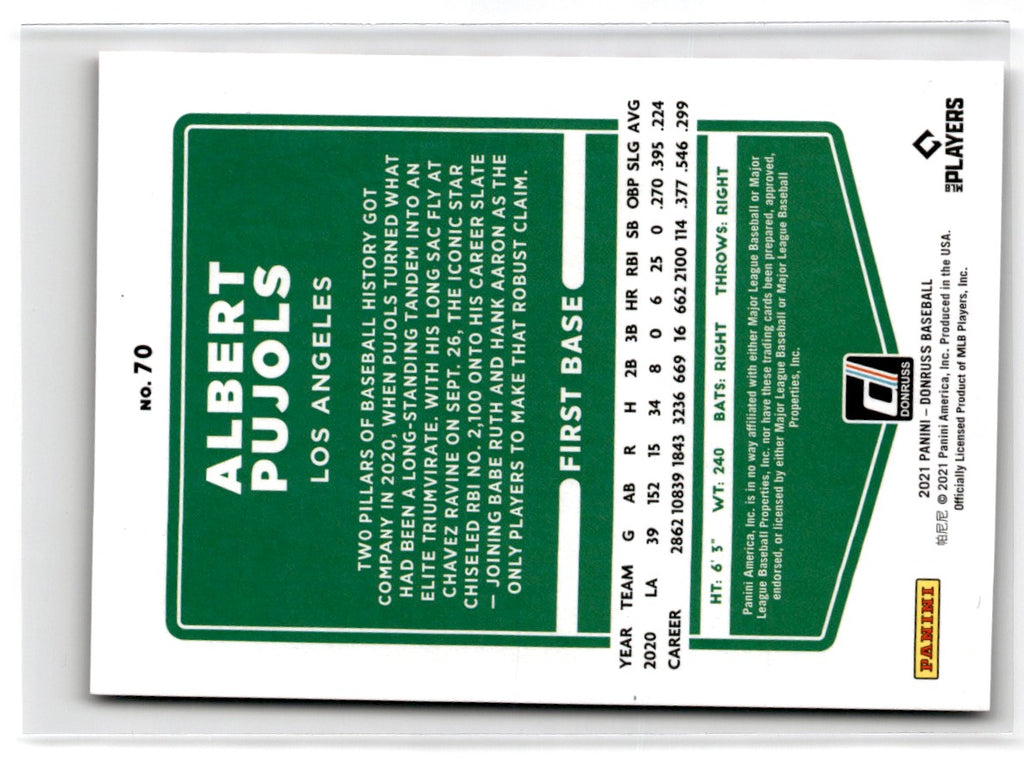 No. 70
ALBERT
PUJOLS
LOS ANGELES
TWO PILLARS OF BASEBALL HISTORY GOT
COMPANY IN 2020, WHEN PUJOLS TURNED WHAT
HAD BEEN A LONG-STANDING TANDEM INTO AN
ELITE TRIUMVIRATE. WITH HIS LONG SAC FLY AT
CHAVEZ RAVINE ON SEPT. 26, THE ICONIC STAR
CHISELED RBI NO. 2,100 ONTO HIS CAREER SLATE
– JOINING BABE RUTH AND HANK AARON AS THE
ONLY PLAYERS TO MAKE THAT ROBUST CLAIM.
FIRST BASE
YEAR TEAM G AB R H 2B 3B HR RBI SB OBP SLG AVG
2020 LA 39 152 15 34 8 0 6 25 0 .270 .395 .224
CAREER 2862 10839 1843 3236 669 16 662 2100 114 .377 .546 .299
HT: 6' 3" WT: 240 BATS: RIGHT THROWS: RIGHT
Panini America, Inc. is in no way affiliated with either Major League Baseball or Major
League Baseball Properties, Inc. nor have these trading cards been prepared, approved,
endorsed, or licensed by either Major League Baseball or Major League Baseball
Properties, Inc.
DONRUSS
2021 PANINI – DONRUSS BASEBALL
帕尼尼 © 2021 Panini America, Inc. Produced in the USA.
Officially Licensed Product of MLB Players, Inc.
PANINI
MLB PLAYERS